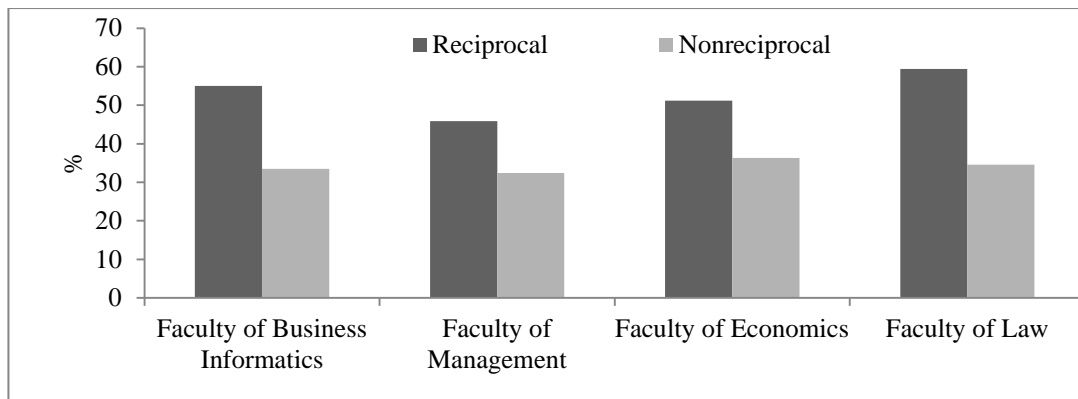 70
60
50
40
30
20
10
0
%
Reciprocal
Nonreciprocal
Faculty of Business
Informatics
Faculty of
Management
Faculty of Economics
Faculty of Law